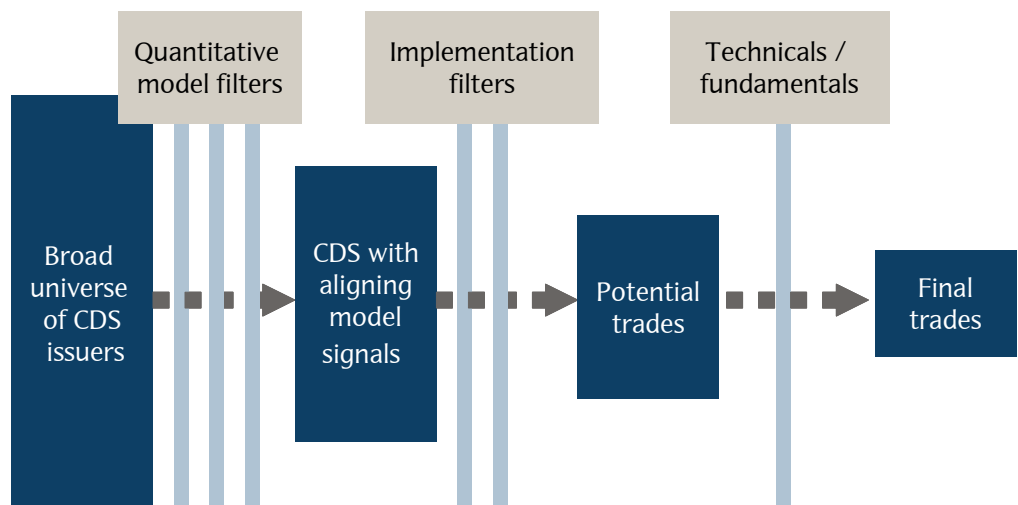 Quantitative
model filters
Implementation
filters
Technicals /
fundamentals
Broad
universe
of CDS
issuers
CDS with
aligning
model
signals
Potential
trades
Final
trades